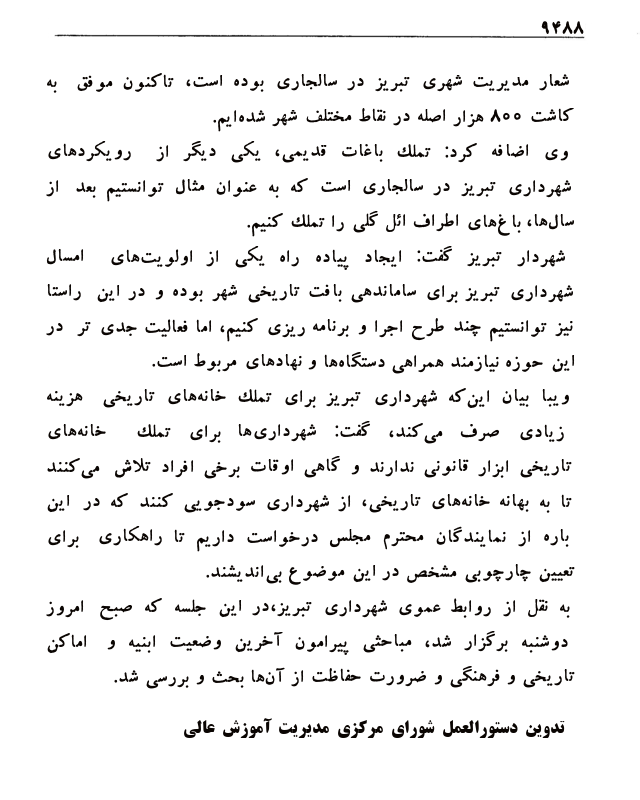 ۹۴۸۸
شعار مدیریت شهری تبریز در سالجاری بوده است، تاکنون موفق به
کاشت ۸۰۰ هزار اصله در نقاط مختلف شهر شده‌ایم.
وی اضافه کرد: تملك باغات قدیمی، یکی دیگر از رویکردهای
شهرداری تبریز در سالجاری است که به عنوان مثال توانستیم بعد از
سال‌ها، باغ‌های اطراف ائل گلی را تملك کنیم.
شهردار تبریز گفت: ایجاد پیاده راه یکی از اولویت‌های امسال
شهرداری تبریز برای ساماندهی بافت تاریخی شهر بوده و در این راستا
نیز توانستیم چند طرح اجرا و برنامه ریزی کنیم، اما فعالیت جدی تر در
این حوزه نیازمند همراهی دستگاه‌ها و نهادهای مربوط است.
ویبا بیان این‌که شهرداری تبریز برای تملك خانه‌های تاریخی هزینه
زیادی صرف می‌کند، گفت: شهرداری‌ها برای تملك خانه‌های
تاریخی ابزار قانونی ندارند و گاهی اوقات برخی افراد تلاش می‌کنند
تا به بهانه خانه‌های تاریخی، از شهرداری سودجویی کنند که در این
باره از نمایندگان محترم مجلس درخواست داریم تا راهکاری برای
تعیین چارچوبی مشخص در این موضوع بی‌اندیشند.
به نقل از روابط عموی شهرداری تبریز،در این جلسه که صبح امروز
دوشنبه برگزار شد، مباحثی پیرامون آخرین وضعیت ابنیه و اماکن
تاریخی و فرهنگی و ضرورت حفاظت از آن‌ها بحث و بررسی شد.
تدوین دستورالعمل شورای مرکزی مدیریت آموزش عالی